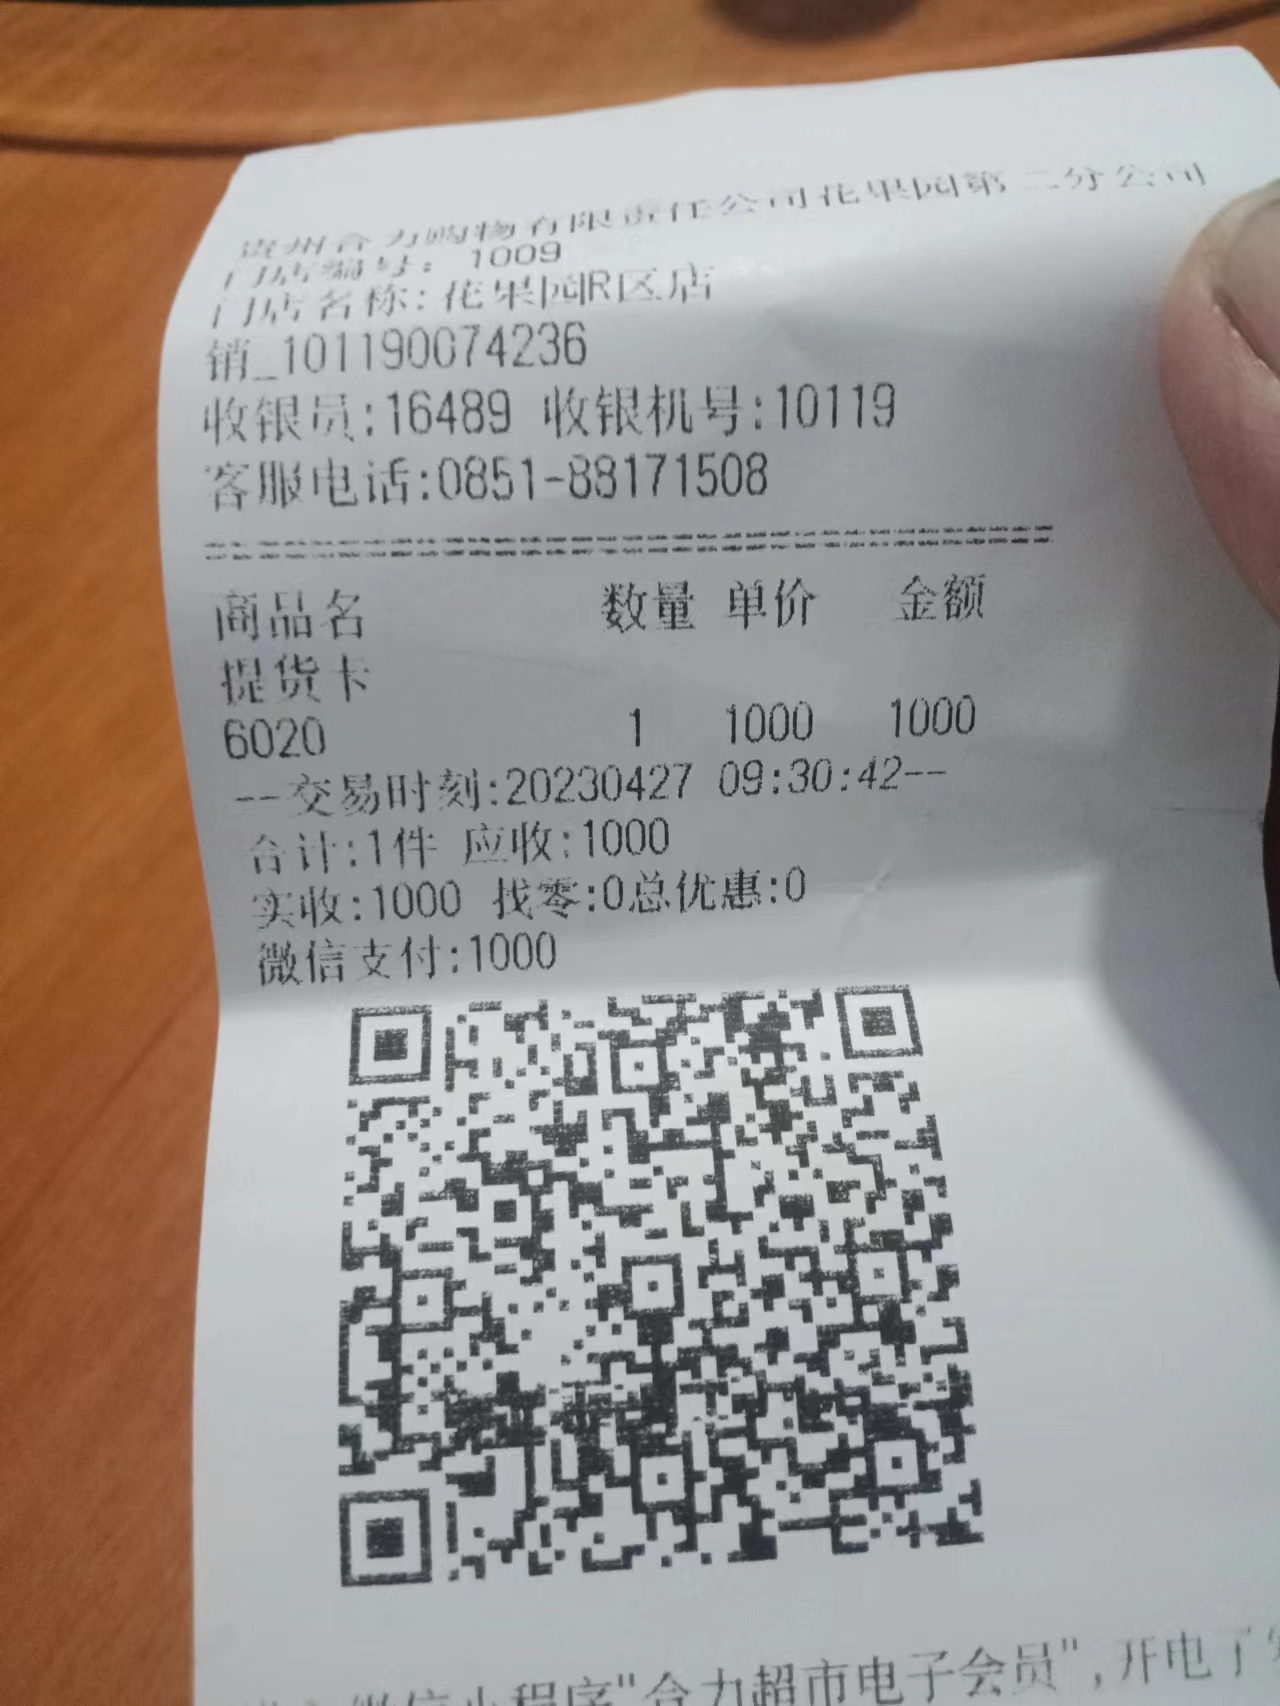 贵州合力购物有限责任公司花果园第二分公司
门店编号: 1009
门店名称: 花果园R区店
销_101190074236
收银员:16489 收银机号:10119
客服电话:0851-88171508
商品名 数量 单价 金额
提货卡
6020 1 1000 1000
--交易时刻:20230427 09:30:42--
合计:1件 应收:1000
实收:1000 找零:0总优惠:0
微信支付:1000
微信小程序"合力超市电子会员",开电子